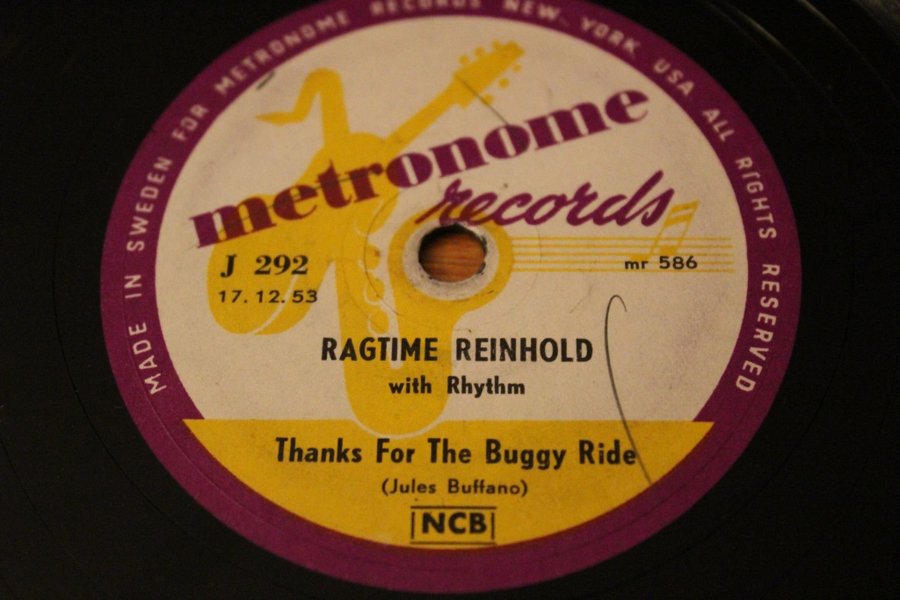 MADE IN SWEDEN FOR METRONOME RECORDS NEW YORK USA ALL RIGHTS RESERVED
metronome
records
J 292
mr 586
17.12.53
RAGTIME REINHOLD
with Rhythm
Thanks For The Buggy Ride
(Jules Buffano)
NCB